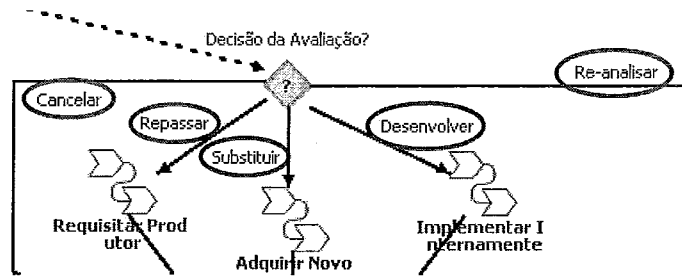 Decisão da Avaliação?
Re-analisar
?
Cancelar
Repassar
Desenvolver
Substituir
Requisitar Prod
utor
Implementar I
nternamente
Adquirir Novo